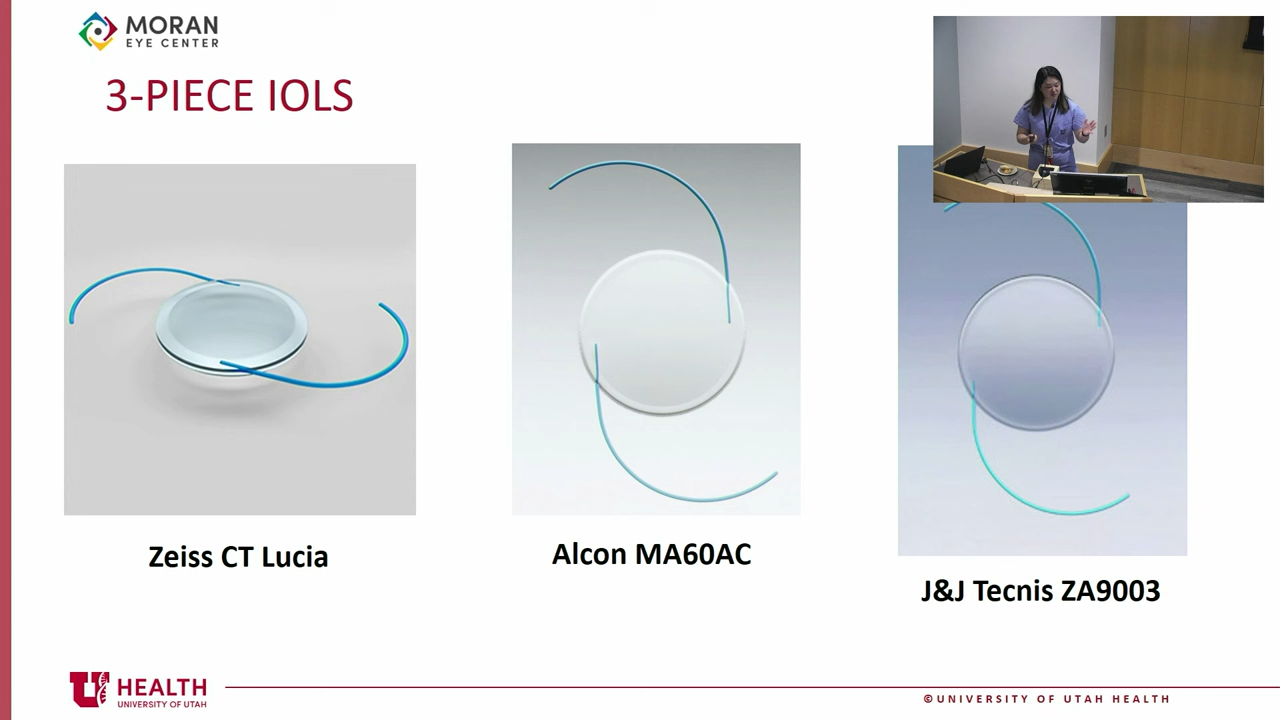 MORAN
EYE CENTER
3-PIECE IOLS
Zeiss CT Lucia
Alcon MA60AC
J&J Tecnis ZA9003
U HEALTH
UNIVERSITY OF UTAH
©UNIVERSITY OF UTAH HEALTH